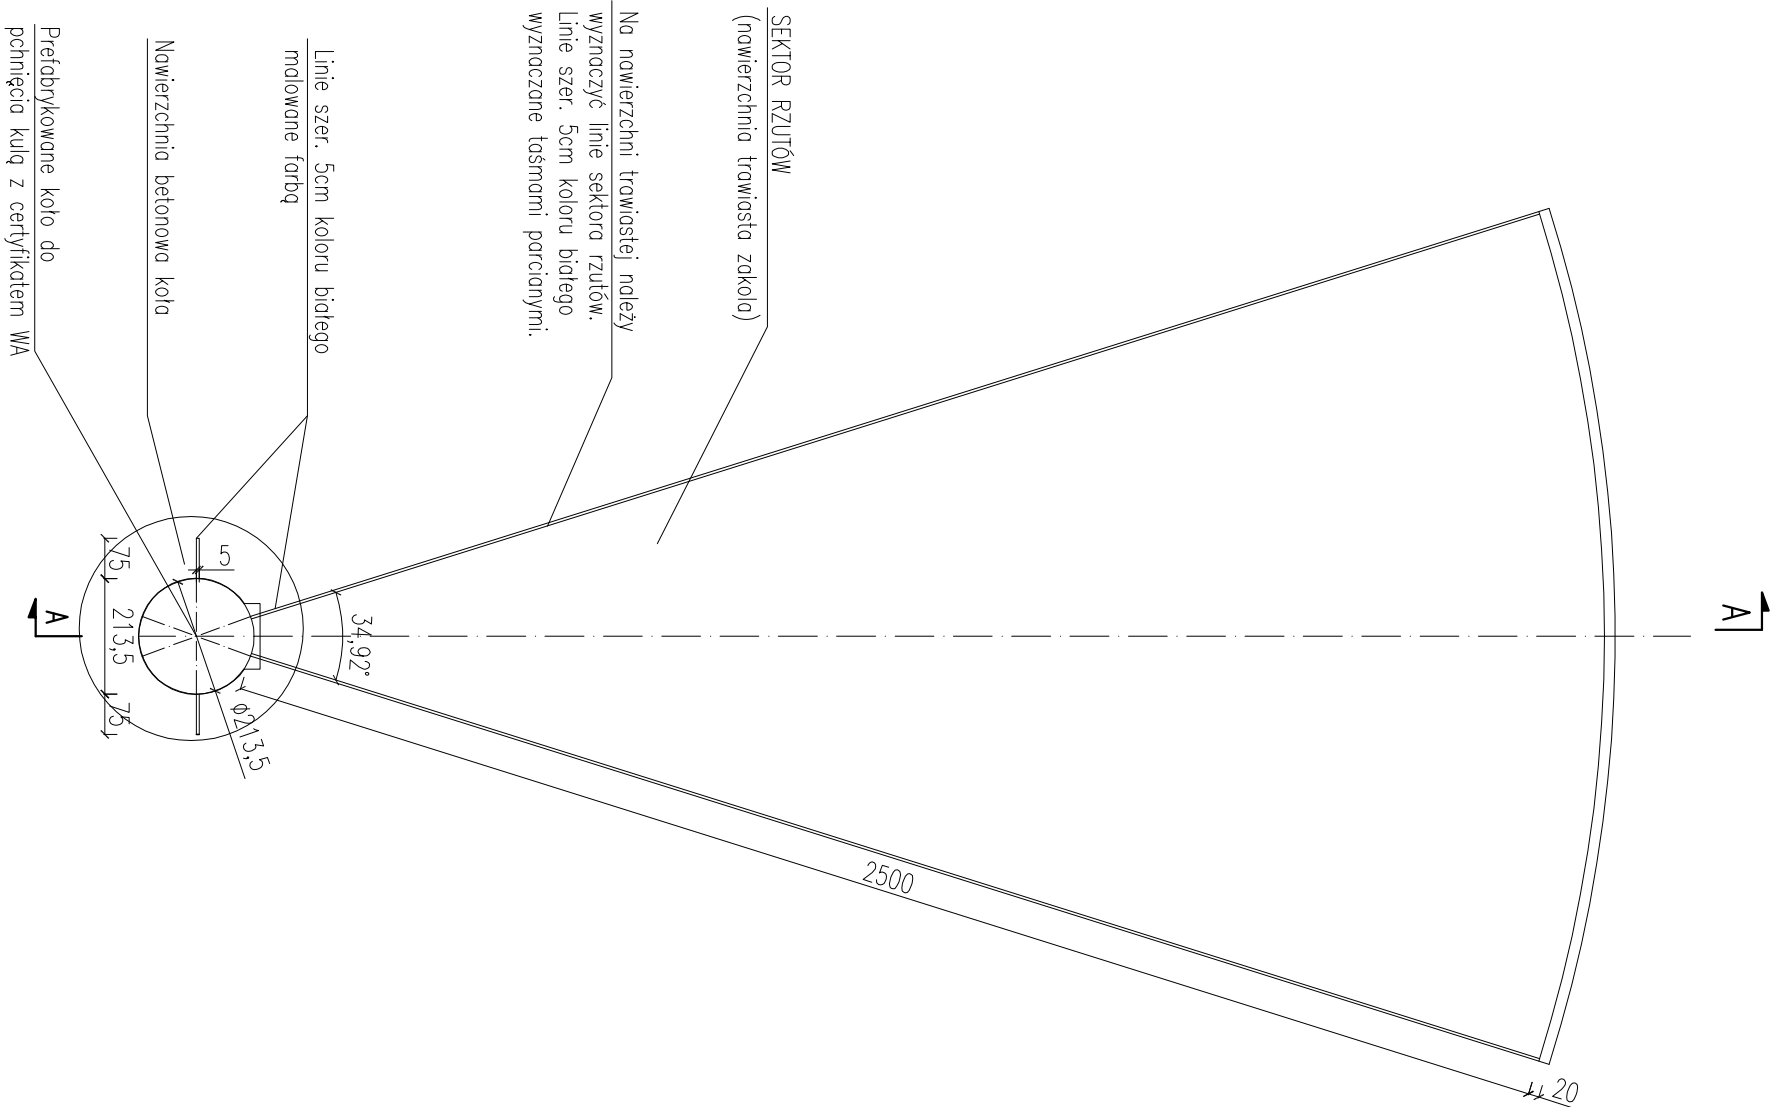 SEKTOR RZUTÓW
(nawierzchnia trawiasta zakola)
Na nawierzchni trawiastej należy
wyznaczyć linie sektora rzutów.
Linie szer. 5cm koloru białego
wyznaczane taśmami parcianymi.
Linie szer. 5cm koloru białego
malowane farbą
Nawierzchnia betonowa koła
Prefabrykowane koło do
pchnięcia kulą z certyfikatem WA
A
A
34,92°
2500
20
5
75
213,5
75
ø213,5